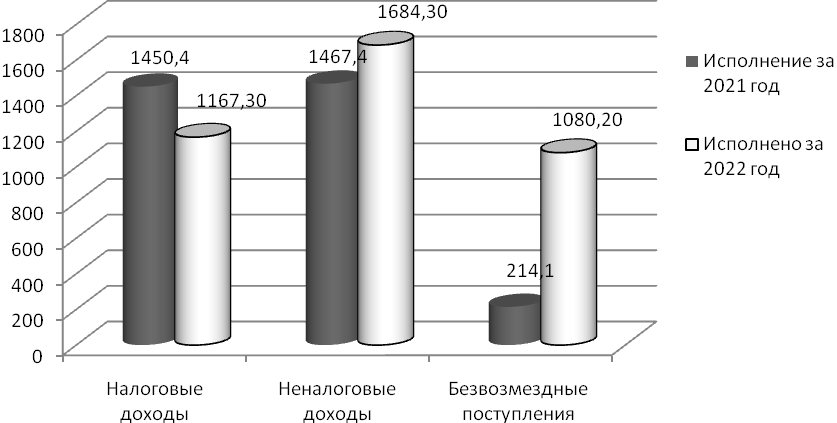 1684,30
1800
1600
1400
1200
1000
800
600
400
200
0
1450,4
1467,4
1167,30
1080,20
214,1
Исполнение за
2021 год
Исполнено за
2022 год
Налоговые
доходы
Неналоговые
доходы
Безвозмездные
поступления